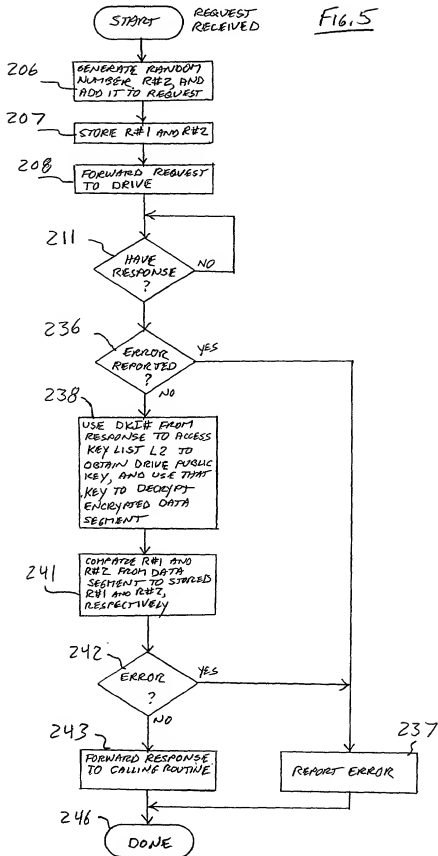 START
REQUEST
RECEIVED
FIG.5
206
GENERATE RANDOM
NUMBER R#2, AND
ADD IT TO REQUEST
207
STORE R#1 AND R#2
208
FORWARD REQUEST
TO DRIVE
211
HAVE
RESPONSE
?
NO
236
ERROR
REPORTED
?
YES
NO
238
USE DKI# FROM
RESPONSE TO ACCESS
KEY LIST L2 TO
OBTAIN DRIVE PUBLIC
KEY, AND USE THAT
KEY TO DECRYPT
ENCRYPTED DATA
SEGMENT
241
COMPARE R#1 AND
R#2 FROM DATA
SEGMENT TO STORED
R#1 AND R#2,
RESPECTIVELY
242
ERROR
?
YES
NO
243
FORWARD RESPONSE
TO CALLING ROUTINE
237
REPORT ERROR
246
DONE